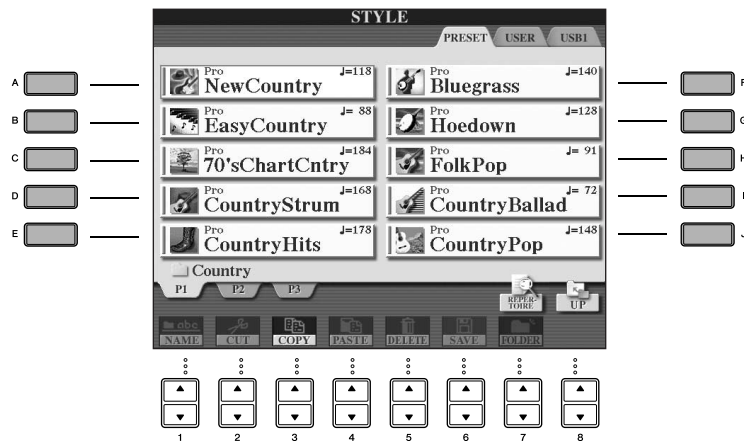 STYLE
PRESET USER USB1
A
Pro ♩=118
NewCountry
Pro ♩=140
Bluegrass
F
B
Pro ♩= 88
EasyCountry
Pro ♩=128
Hoedown
G
C
Pro ♩=184
70'sChartCntry
Pro ♩= 91
FolkPop
H
D
Pro ♩=168
CountryStrum
Pro ♩= 72
CountryBallad
I
E
Pro ♩=178
CountryHits
Pro ♩=148
CountryPop
J
Country
P1 P2 P3
REPER-
TOIRE
UP
abc
NAME CUT COPY PASTE DELETE SAVE FOLDER
1 2 3 4 5 6 7 8